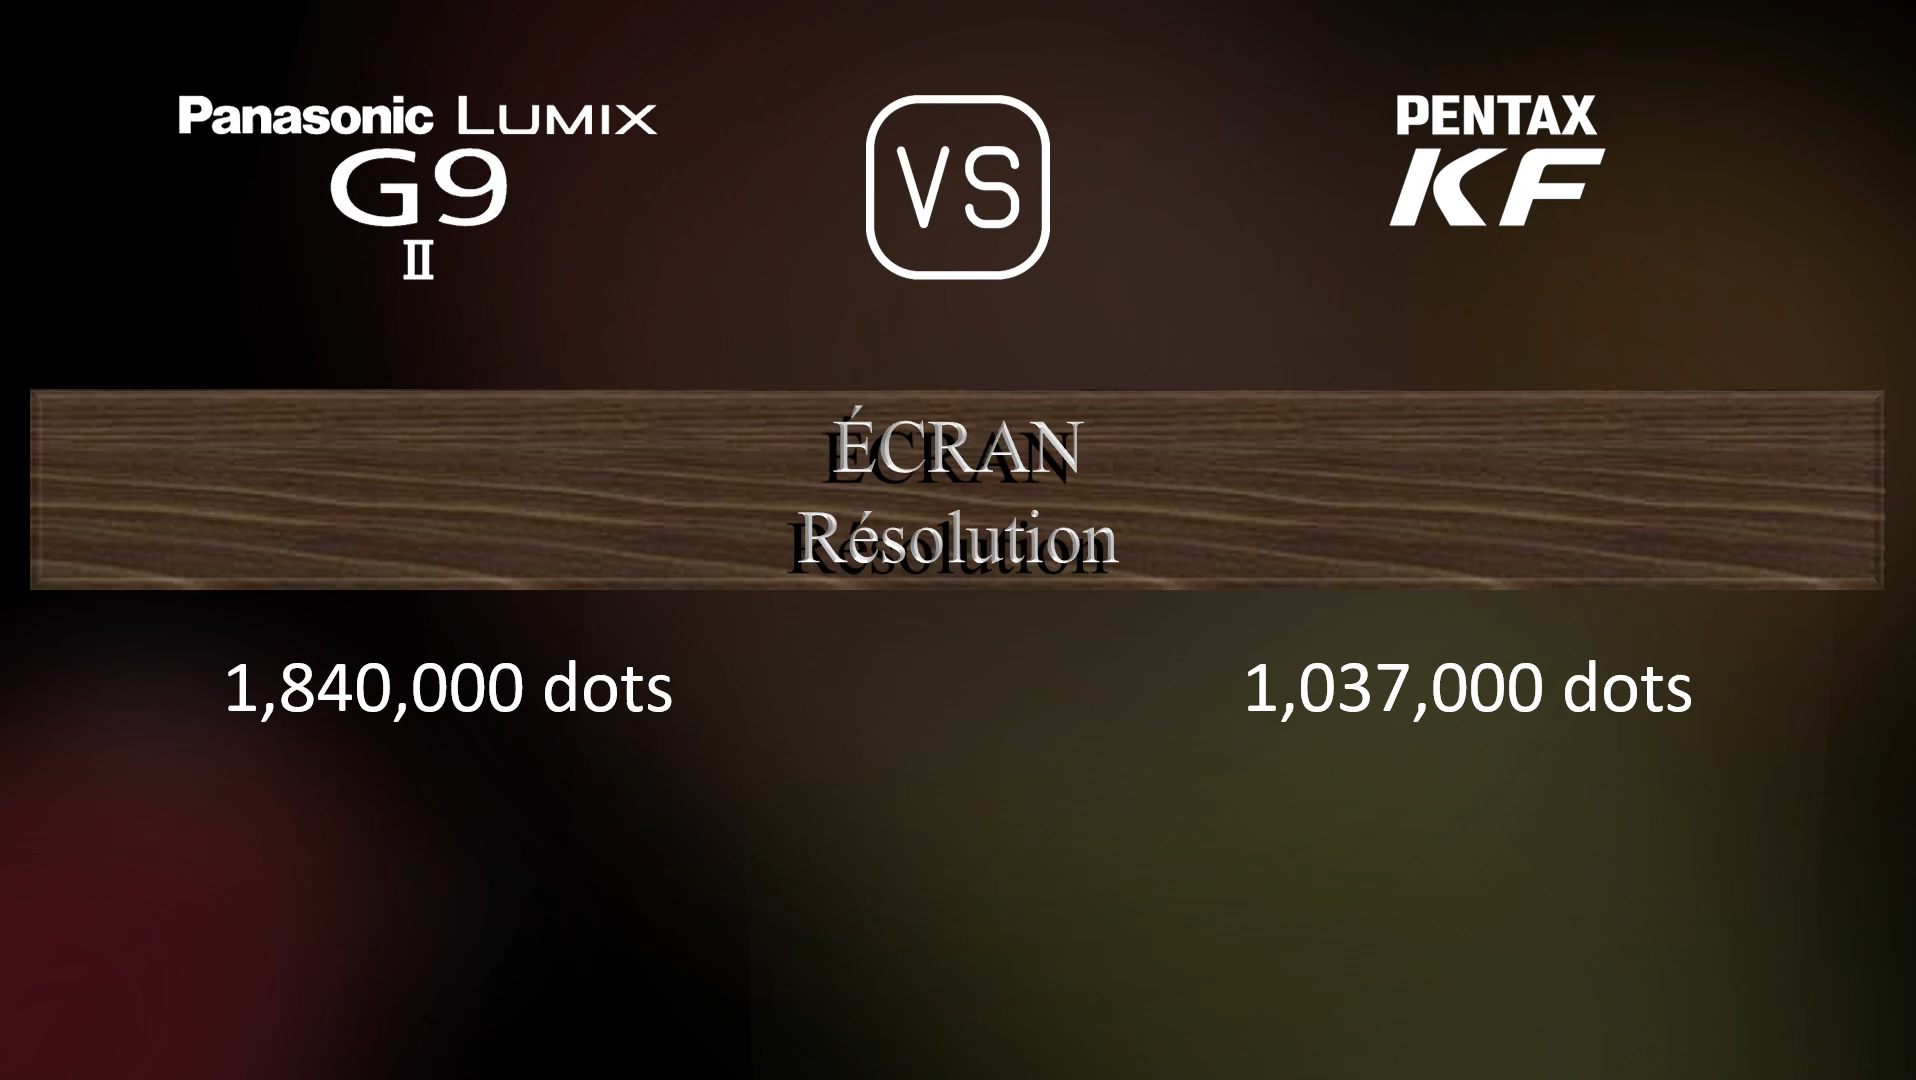 Panasonic LUMIX
G9
II
VS
PENTAX
KF
ÉCRAN
Résolution
1,840,000 dots
1,037,000 dots